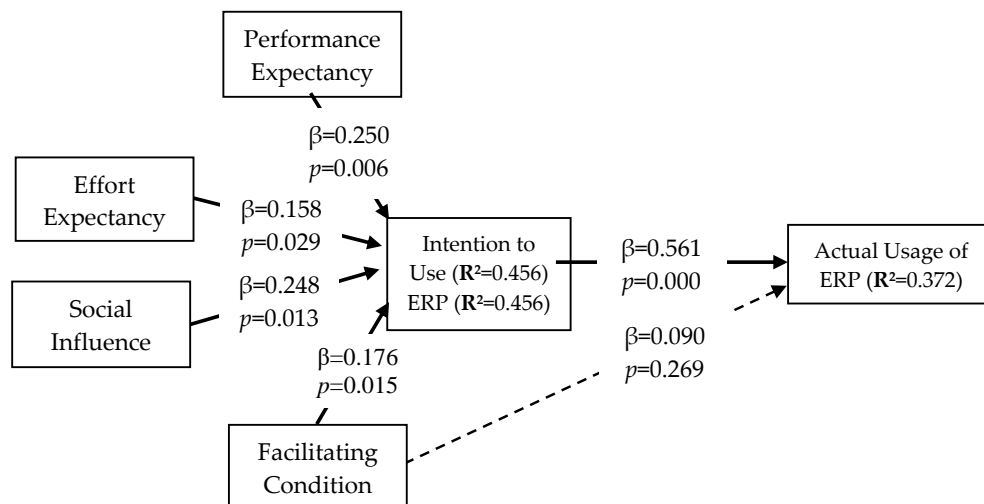 Performance
Expectancy
β=0.250
p=0.006
Effort
Expectancy
β=0.158
p=0.029
Social
Influence
β=0.248
p=0.013
Intention to
Use (R²=0.456)
ERP (R²=0.456)
β=0.561
p=0.000
Actual Usage of
ERP (R²=0.372)
β=0.176
p=0.015
β=0.090
p=0.269
Facilitating
Condition